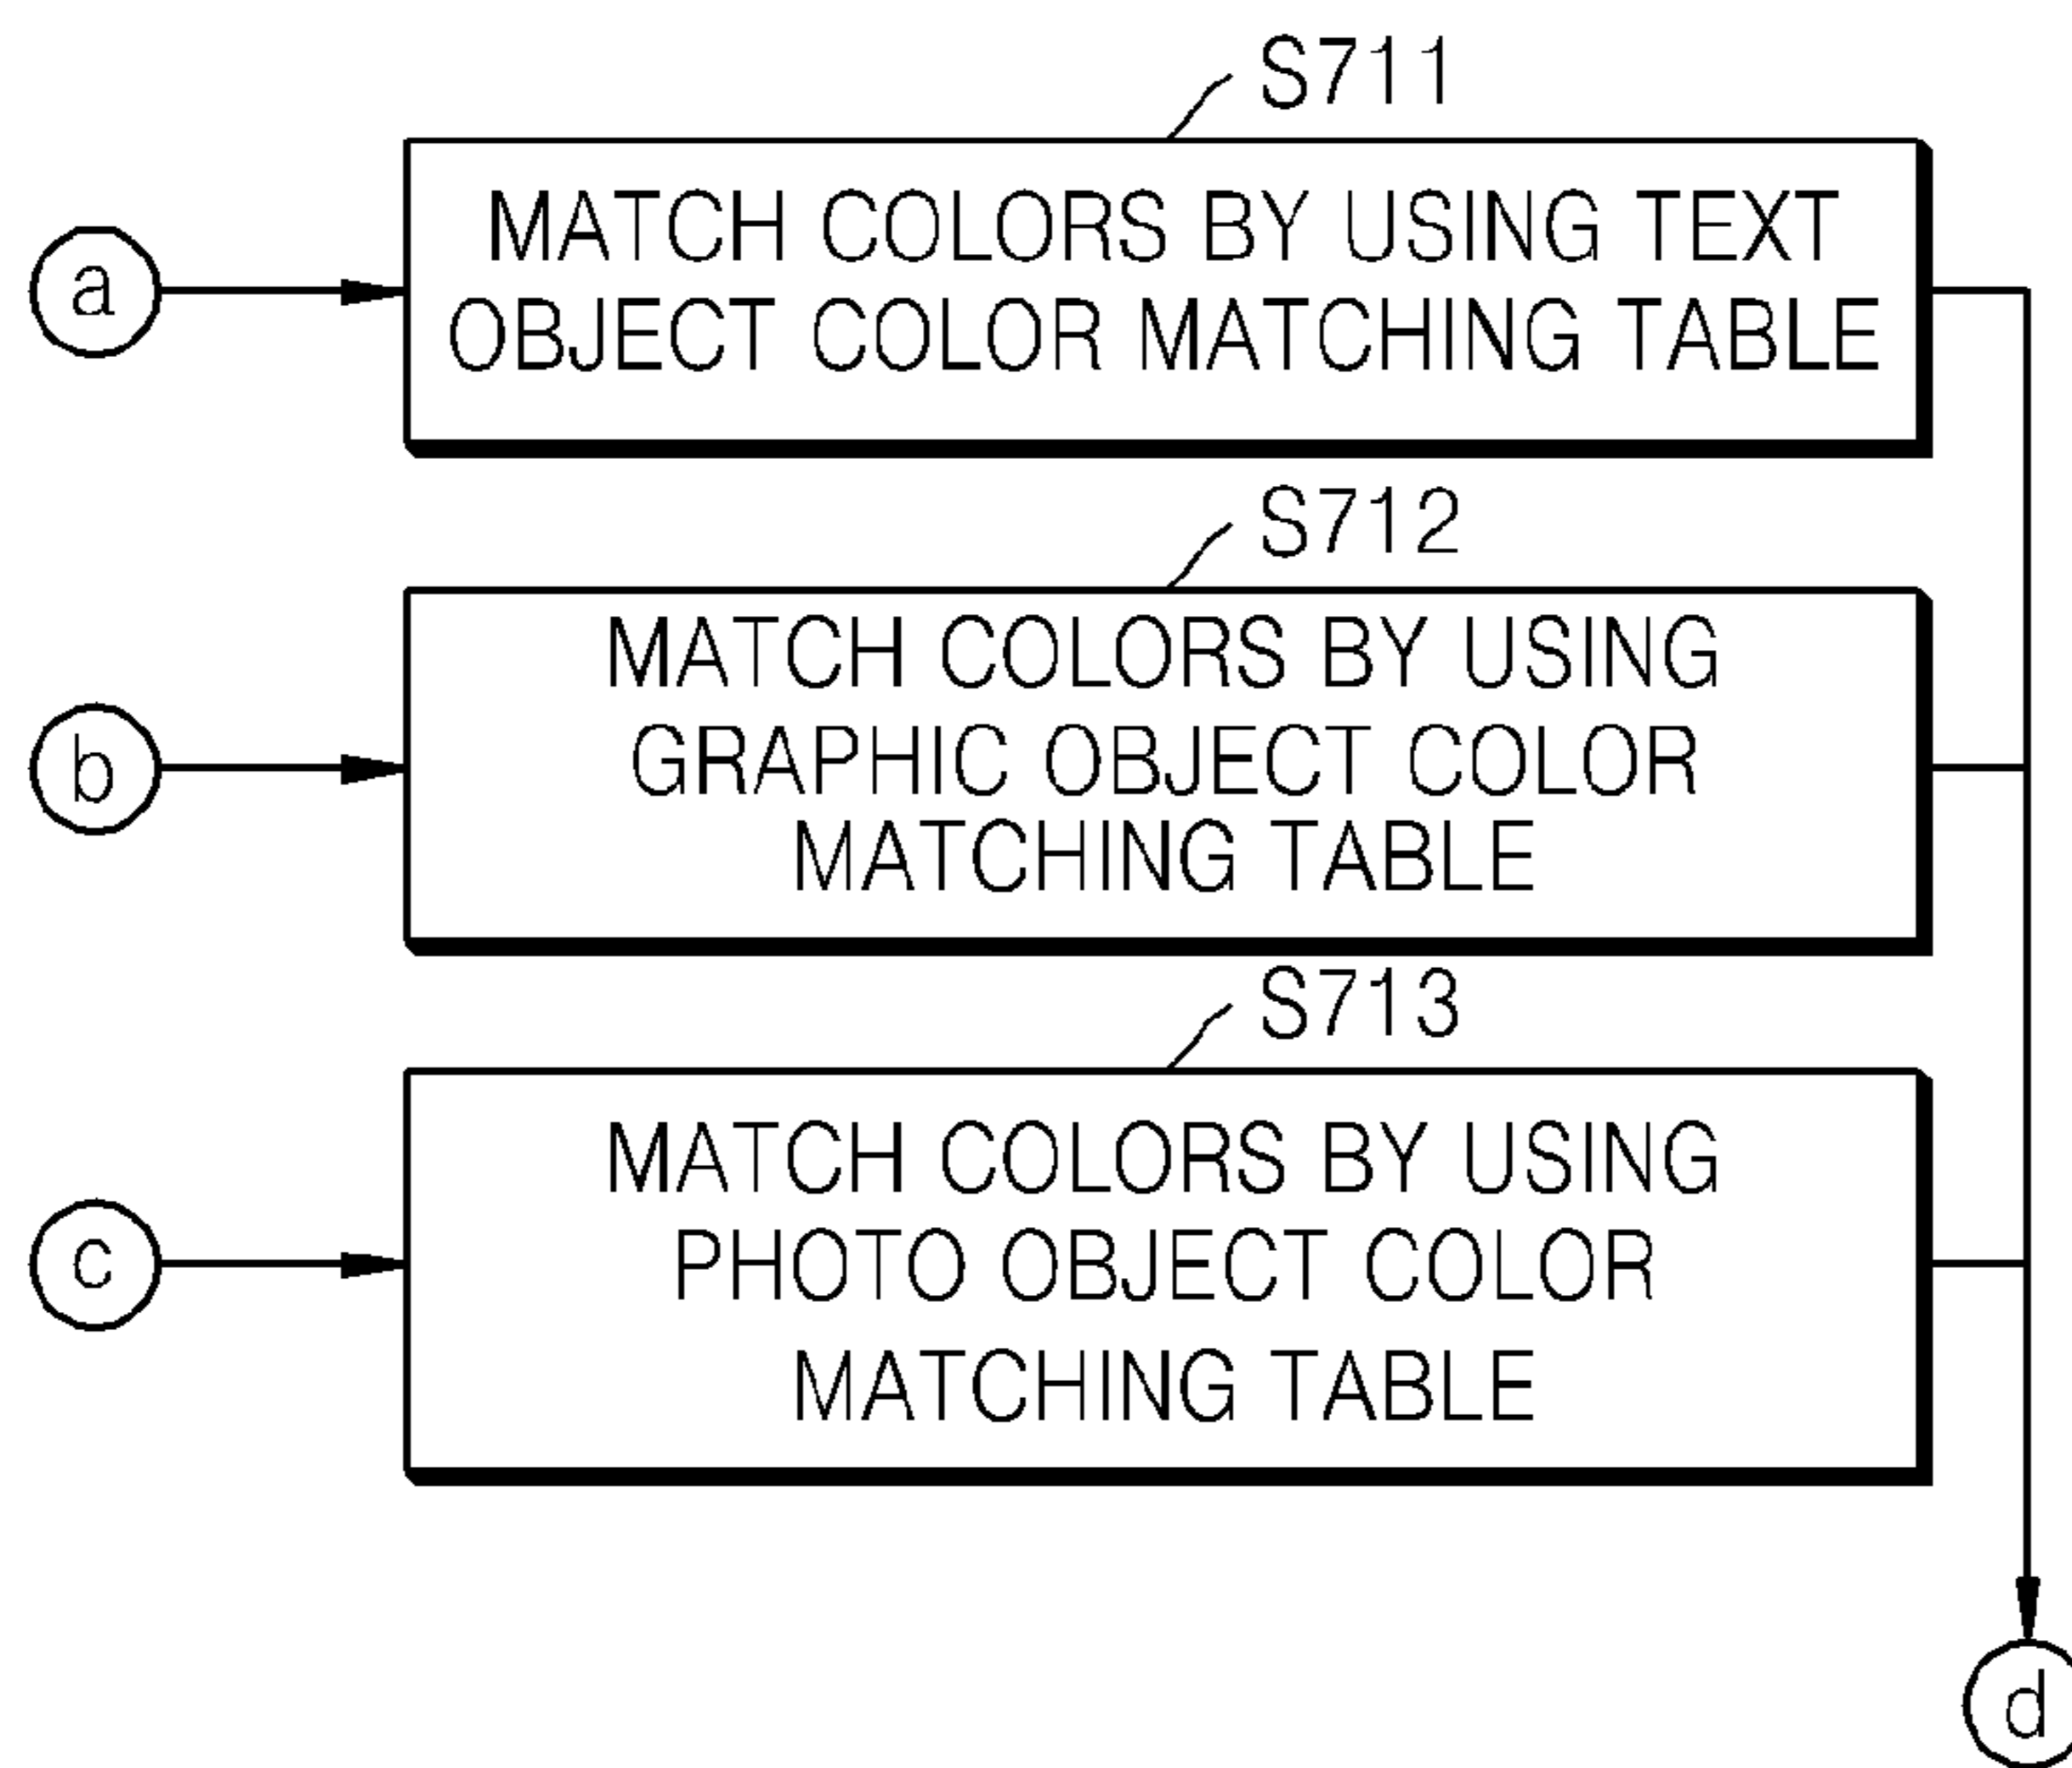 S711
a
MATCH COLORS BY USING TEXT
OBJECT COLOR MATCHING TABLE
S712
b
MATCH COLORS BY USING
GRAPHIC OBJECT COLOR
MATCHING TABLE
S713
c
MATCH COLORS BY USING
PHOTO OBJECT COLOR
MATCHING TABLE
d